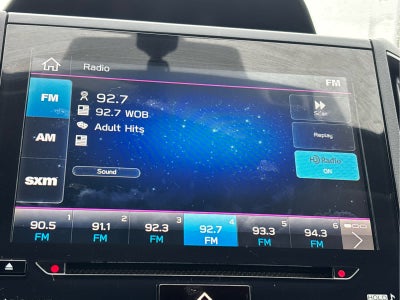 Radio
FM
FM
92.7
92.7 WOB
Adult Hits
Scan
AM
Replay
HD Radio
ON
Sound
sxm
1
90.5
FM
2
91.1
FM
3
92.3
FM
4
92.7
FM
5
93.3
FM
6
94.3
FM
HOLD